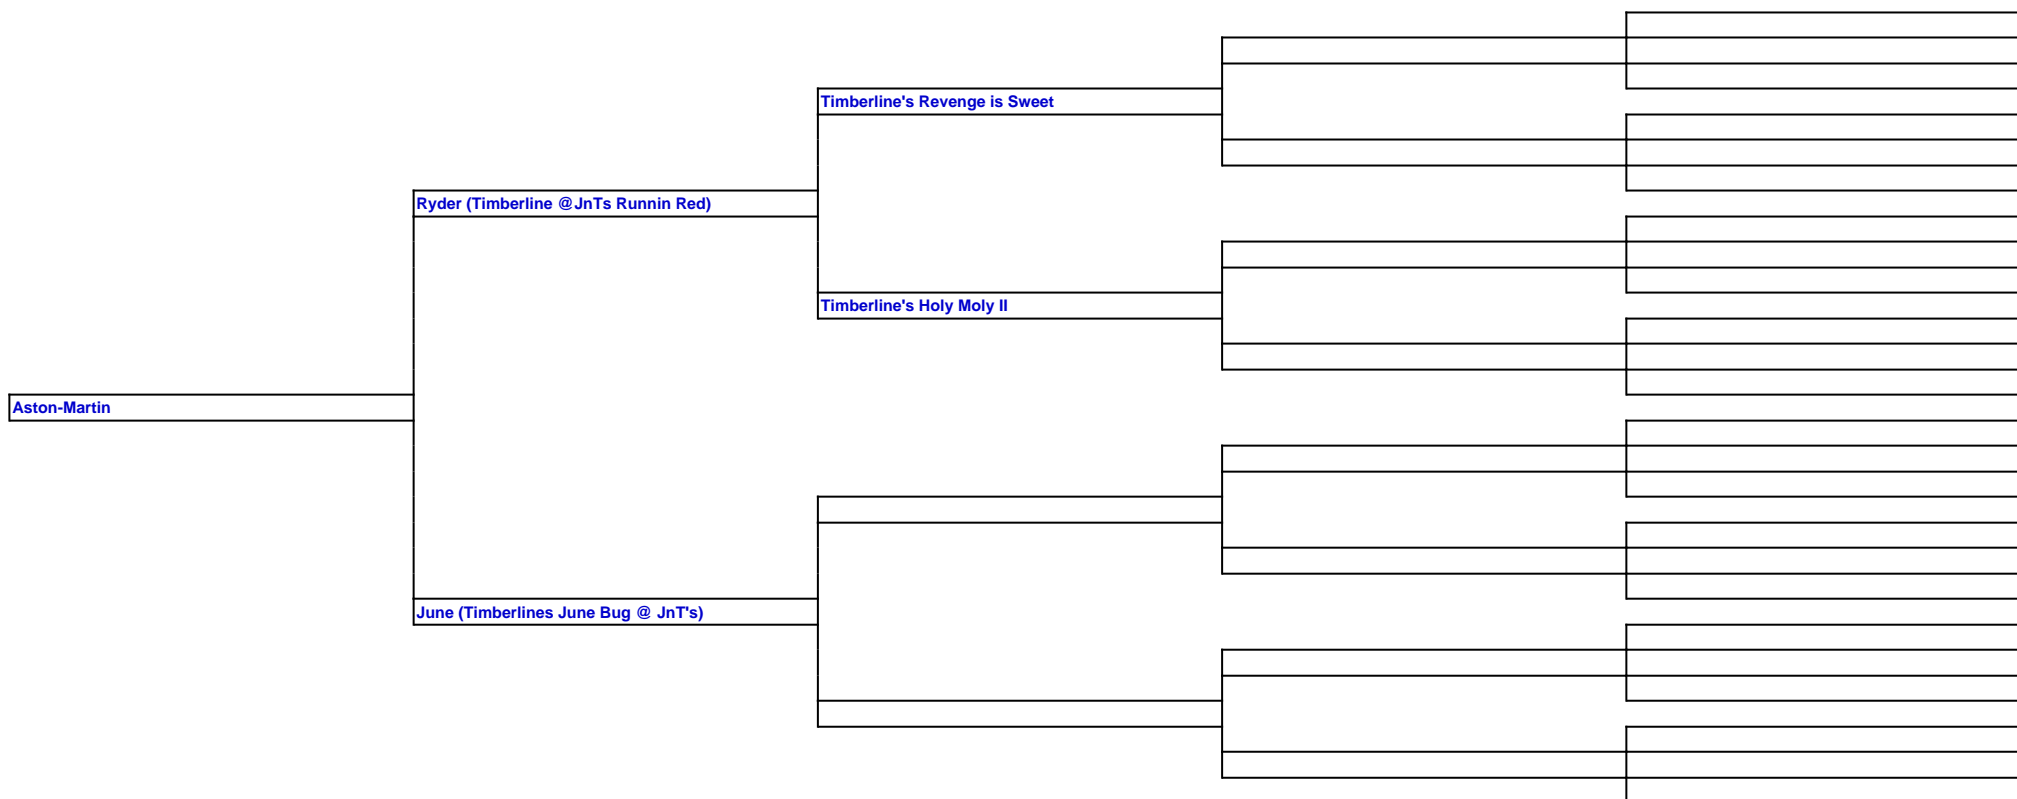 Timberline's Revenge is Sweet
Ryder (Timberline @JnTs Runnin Red)
Timberline's Holy Moly II
Aston-Martin
June (Timberlines June Bug @ JnT's)